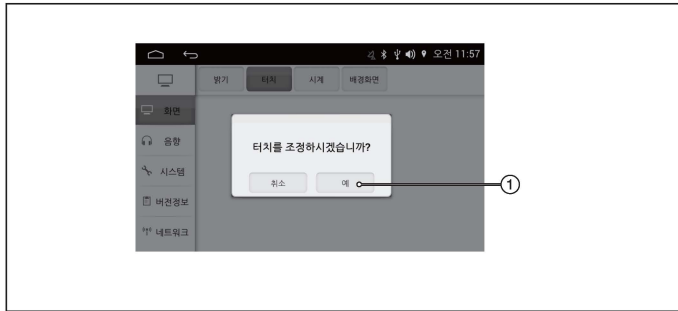 오전 11:57
밝기 터치 시계 배경화면
화면
음향
시스템
버전정보
네트워크
터치를 조정하시겠습니까?
취소 예
①